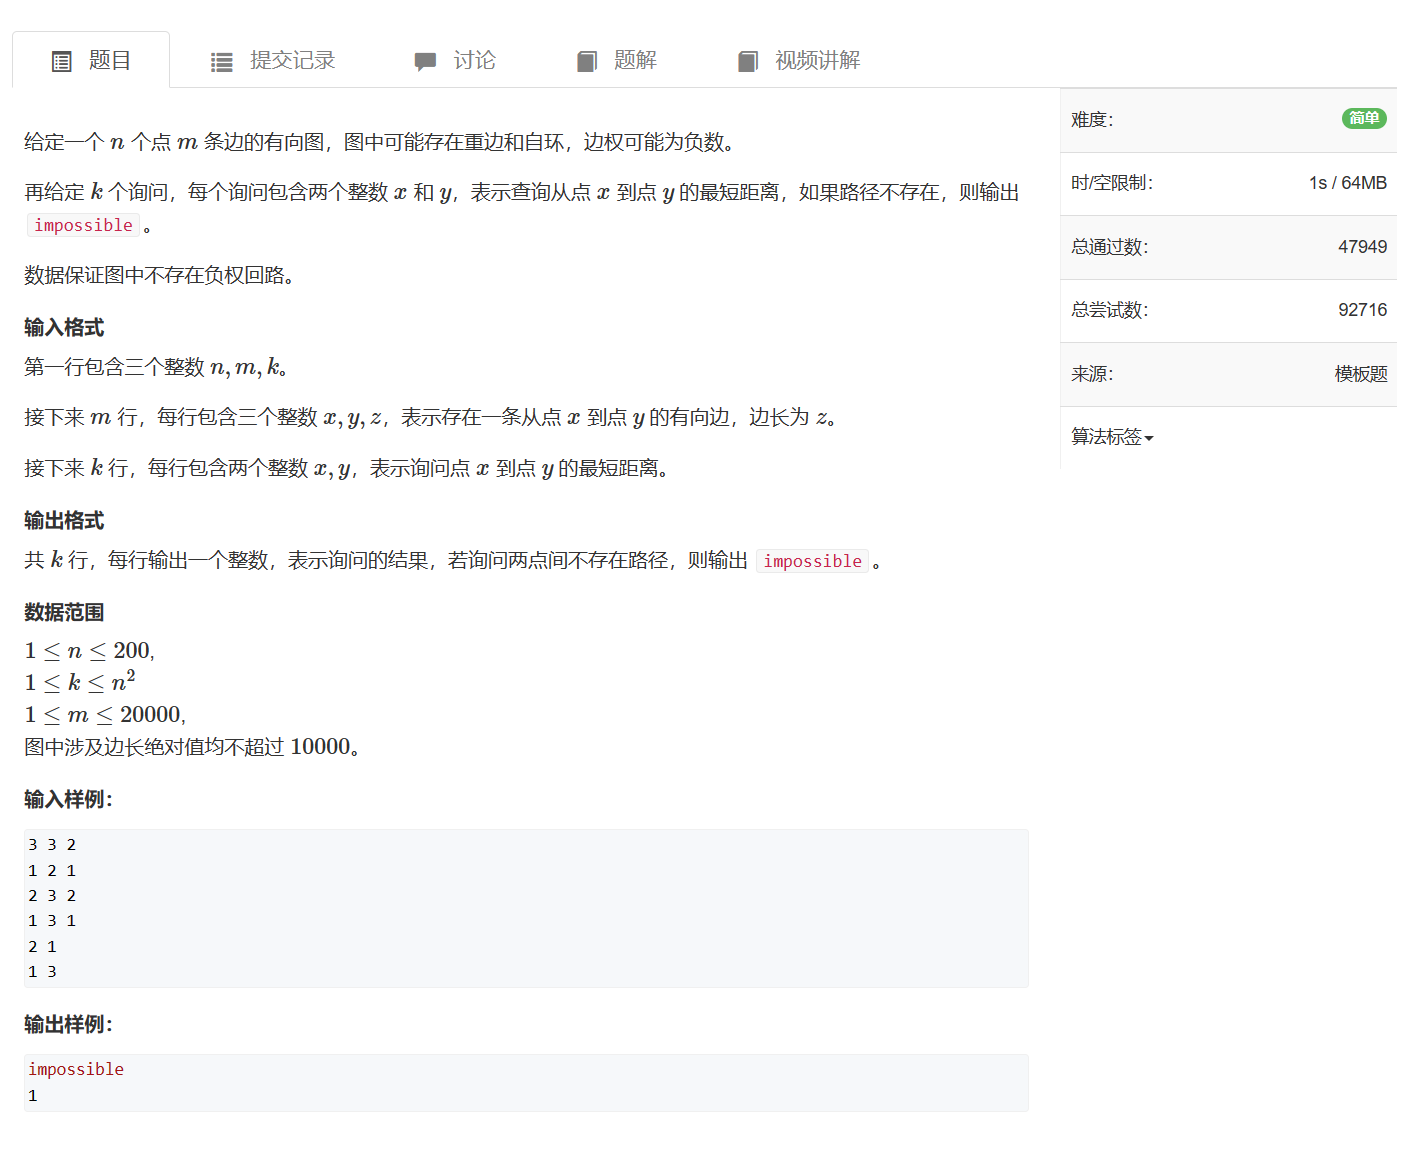 题目 提交记录 讨论 题解 视频讲解
给定一个 n 个点 m 条边的有向图，图中可能存在重边和自环，边权可能为负数。
再给定 k 个询问，每个询问包含两个整数 x 和 y，表示查询从点 x 到点 y 的最短距离，如果路径不存在，则输出
impossible 。
数据保证图中不存在负权回路。
输入格式
第一行包含三个整数 n, m, k。
接下来 m 行，每行包含三个整数 x, y, z，表示存在一条从点 x 到点 y 的有向边，边长为 z。
接下来 k 行，每行包含两个整数 x, y，表示询问点 x 到点 y 的最短距离。
输出格式
共 k 行，每行输出一个整数，表示询问的结果，若询问两点间不存在路径，则输出 impossible 。
数据范围
1 ≤ n ≤ 200,
1 ≤ k ≤ n²
1 ≤ m ≤ 20000,
图中涉及边长绝对值均不超过 10000。
输入样例：
3 3 2
1 2 1
2 3 2
1 3 1
2 1
1 3
输出样例：
impossible
1
难度： 简单
时/空限制： 1s / 64MB
总通过数： 47949
总尝试数： 92716
来源： 模板题
算法标签